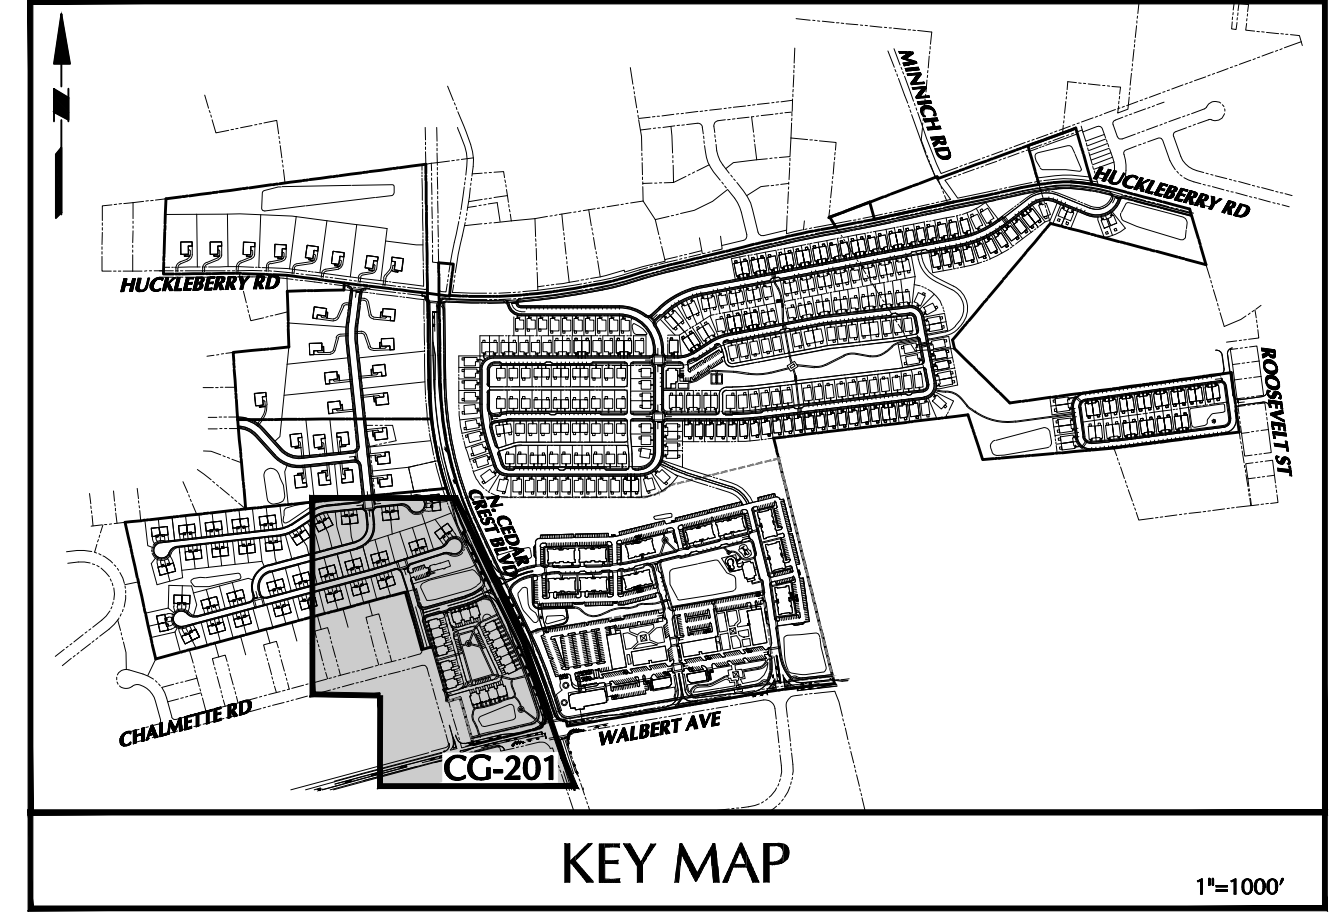 MINNICH RD
HUCKLEBERRY RD
HUCKLEBERRY RD
ROOSEVELT ST
N. CEDAR
CREST BLVD
CHALMETTE RD
WALBERT AVE
CG-201
KEY MAP
1"=1000'